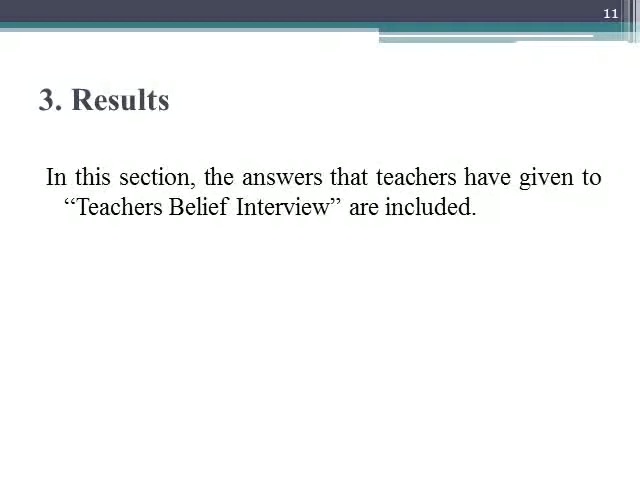 11
3. Results
In this section, the answers that teachers have given to
“Teachers Belief Interview” are included.